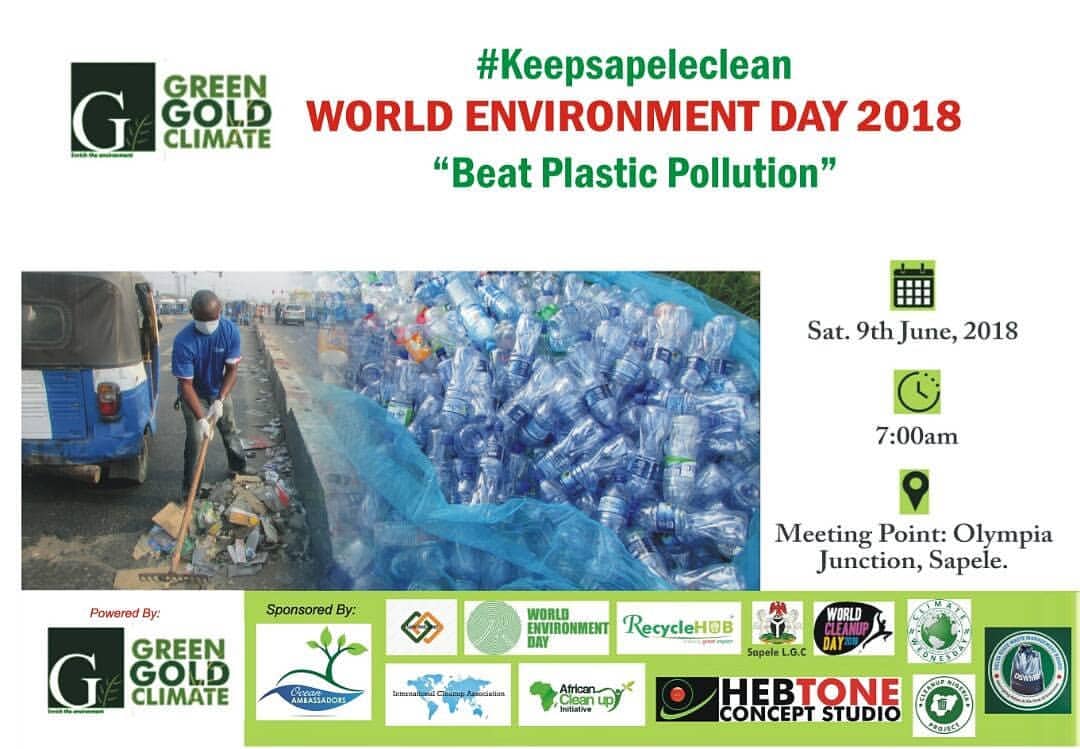 G
GREEN
GOLD
CLIMATE
Enrich the environment
#Keepsapeleclean
WORLD ENVIRONMENT DAY 2018
“Beat Plastic Pollution”
Sat. 9th June, 2018
7:00am
Meeting Point: Olympia
Junction, Sapele.
Powered By:
G
GREEN
GOLD
CLIMATE
Enrich the environment
Sponsored By:
Ocean
AMBASSADORS
WORLD
ENVIRONMENT
DAY
RecycleHUB
Sapele L.G.C
WORLD
CLEANUP
DAY 2018
CLIMATE
WEDNESDAY
International Cleanup Association
African
Clean up
Initiative
HEBTONE
CONCEPT STUDIO
CLEANUP NIGERIA
PROJECT